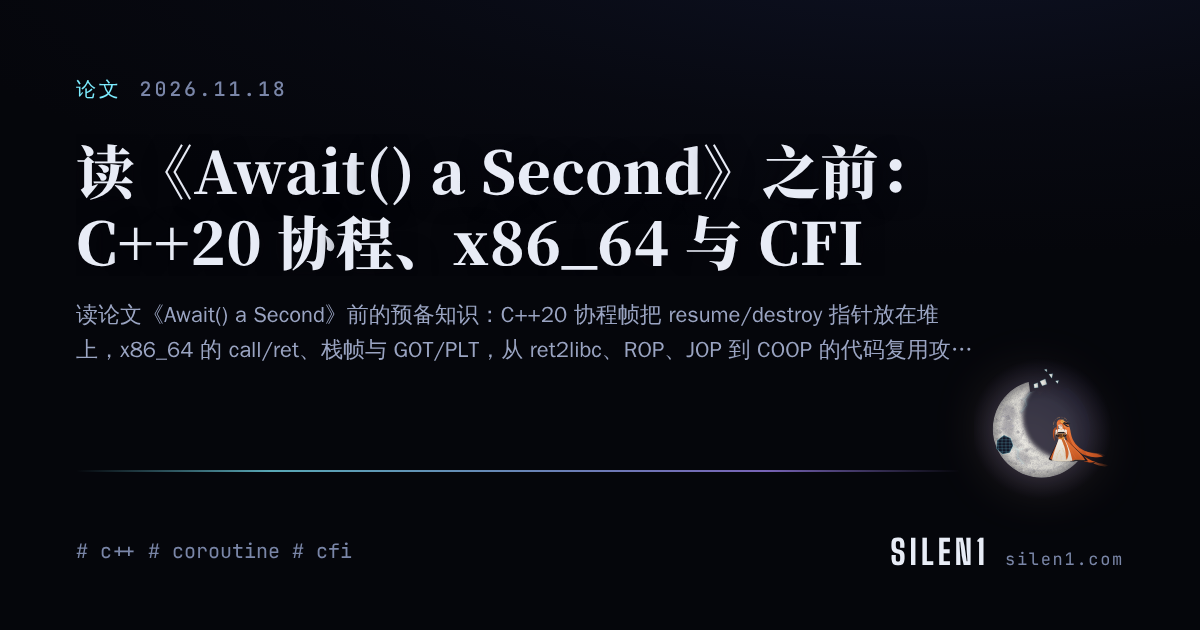 论文 2026.11.18
读《Await() a Second》之前：
C++20 协程、x86_64 与 CFI
读论文《Await() a Second》前的预备知识：C++20 协程帧把 resume/destroy 指针放在堆
上，x86_64 的 call/ret、栈帧与 GOT/PLT，从 ret2libc、ROP、JOP 到 COOP 的代码复用攻…
# c++ # coroutine # cfi
SILEN1 silen1.com